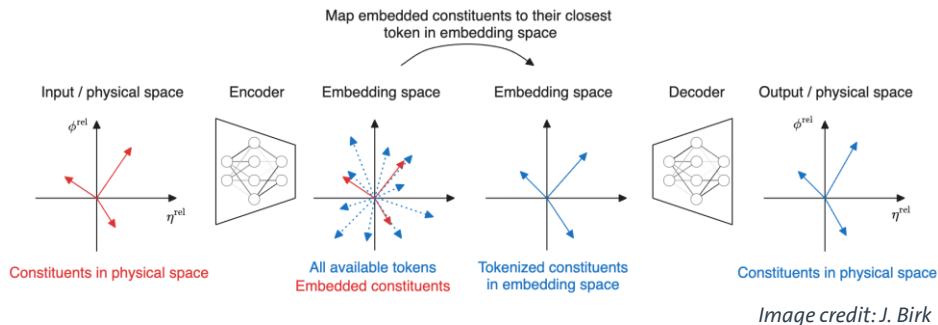 Map embedded constituents to their closest
token in embedding space
Input / physical space
Encoder
Embedding space
Embedding space
Decoder
Output / physical space
ϕ^rel
η^rel
ϕ^rel
η^rel
Constituents in physical space
All available tokens
Embedded constituents
Tokenized constituents
in embedding space
Constituents in physical space
Image credit: J. Birk